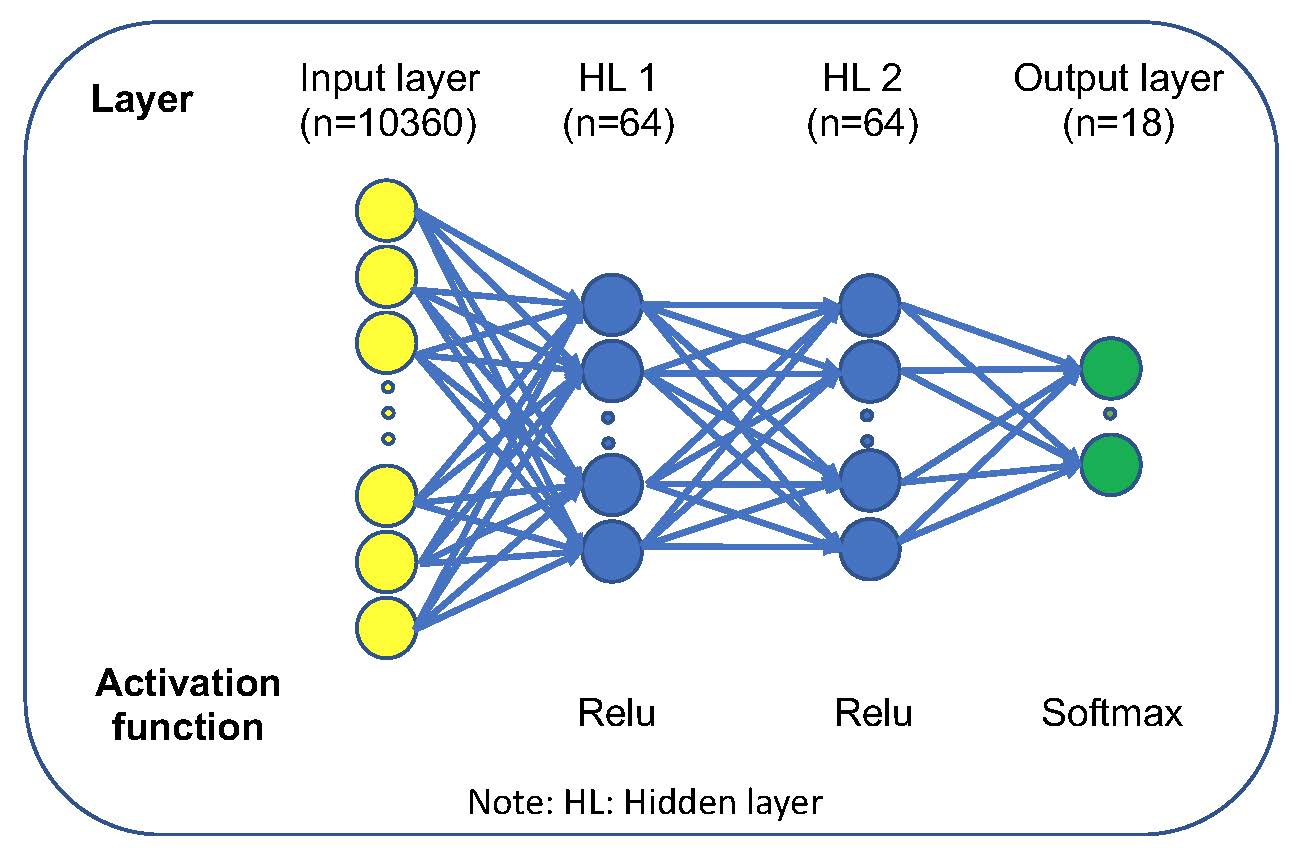 Layer
Input layer
(n=10360)
HL 1
(n=64)
HL 2
(n=64)
Output layer
(n=18)
Activation
function
Relu
Relu
Softmax
Note: HL: Hidden layer